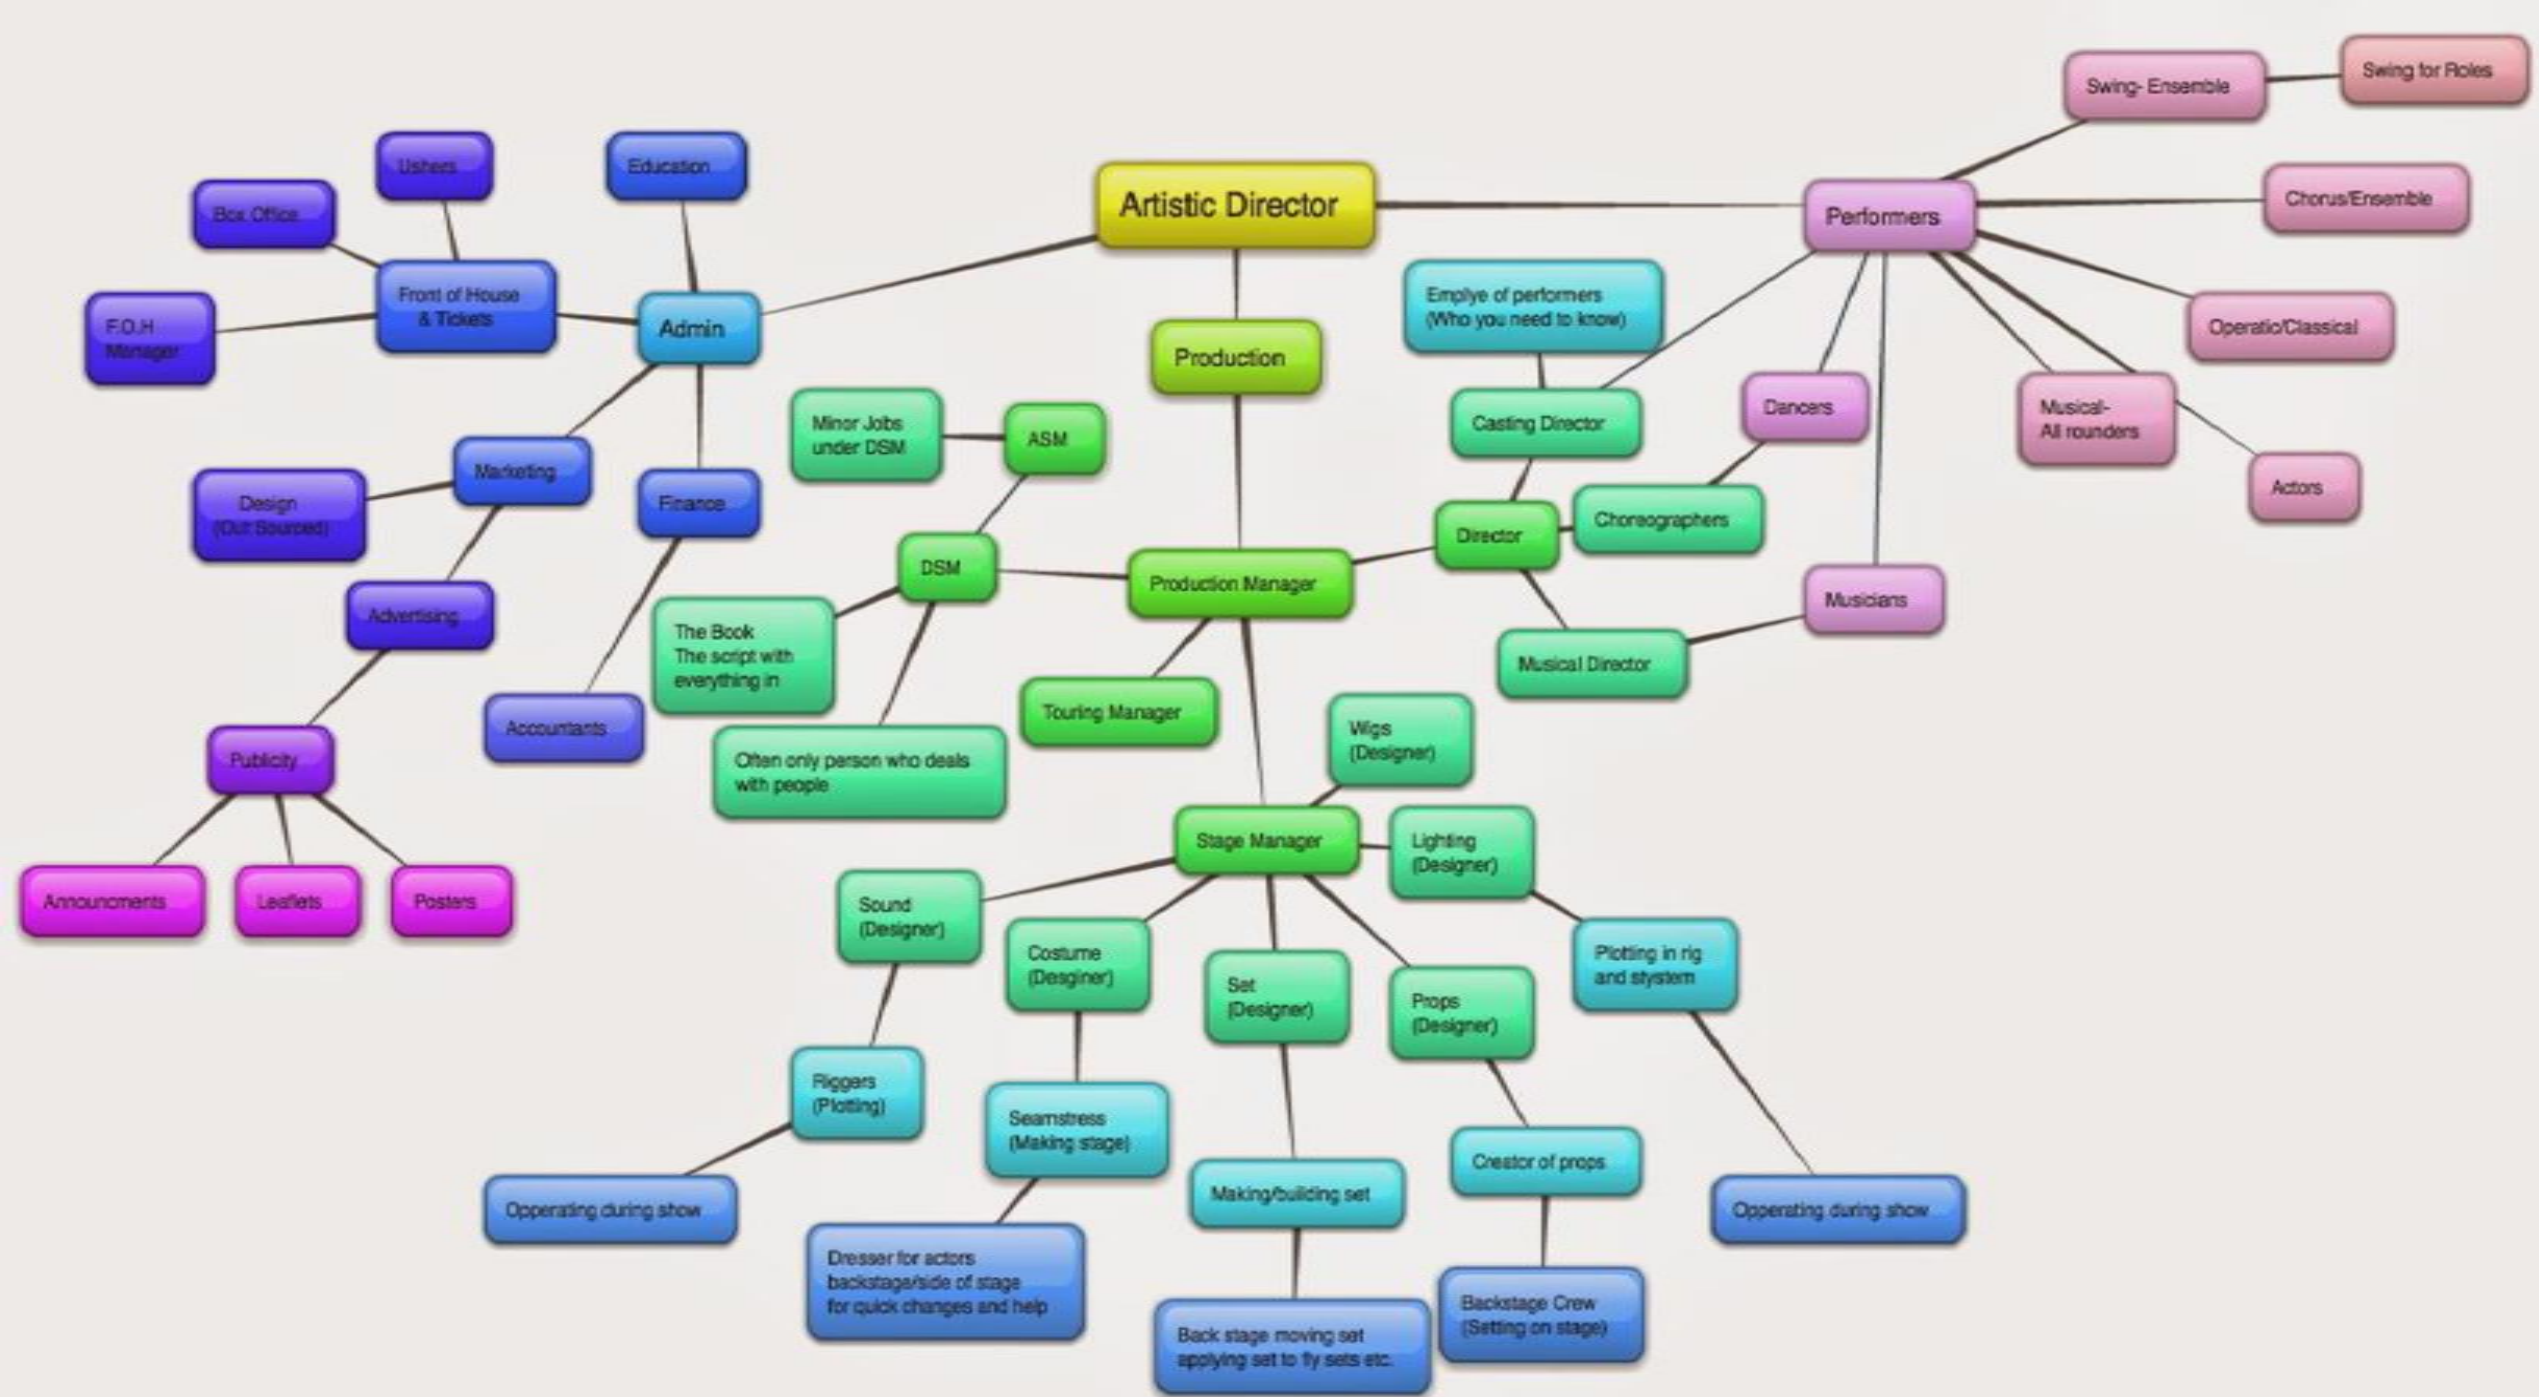 Swing for Roles
Swing- Ensemble
Ushers
Education
Chorus/Ensemble
Artistic Director
Box Office
Performers
Front of House
& Tickets
Emplye of performers
(Who you need to know)
F.O.H
Manager
Admin
Operatic/Classical
Production
Minor Jobs
under DSM
ASM
Casting Director
Dancers
Musical-
All rounders
Marketing
Actors
Design
(Out Sourced)
Finance
Choreographers
Director
DSM
Production Manager
Advertising
Musicians
The Book
The script with
everything in
Musical Director
Touring Manager
Accountants
Wigs
(Designer)
Publicity
Often only person who deals
with people
Stage Manager
Lighting
(Designer)
Announcments
Leaflets
Posters
Sound
(Designer)
Costume
(Desginer)
Plotting in rig
and stystem
Set
(Designer)
Props
(Designer)
Riggers
(Plotting)
Seamstress
(Making stage)
Creator of props
Making/building set
Opperating during show
Opperating during show
Dresser for actors
backstage/side of stage
for quick changes and help
Backstage Crew
(Setting on stage)
Back stage moving set
applying set to fly sets etc.